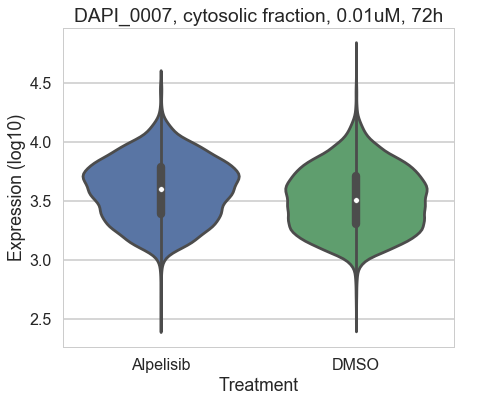 DAPI_0007, cytosolic fraction, 0.01uM, 72h
Expression (log10)
4.5
4.0
3.5
3.0
2.5
Alpelisib DMSO
Treatment